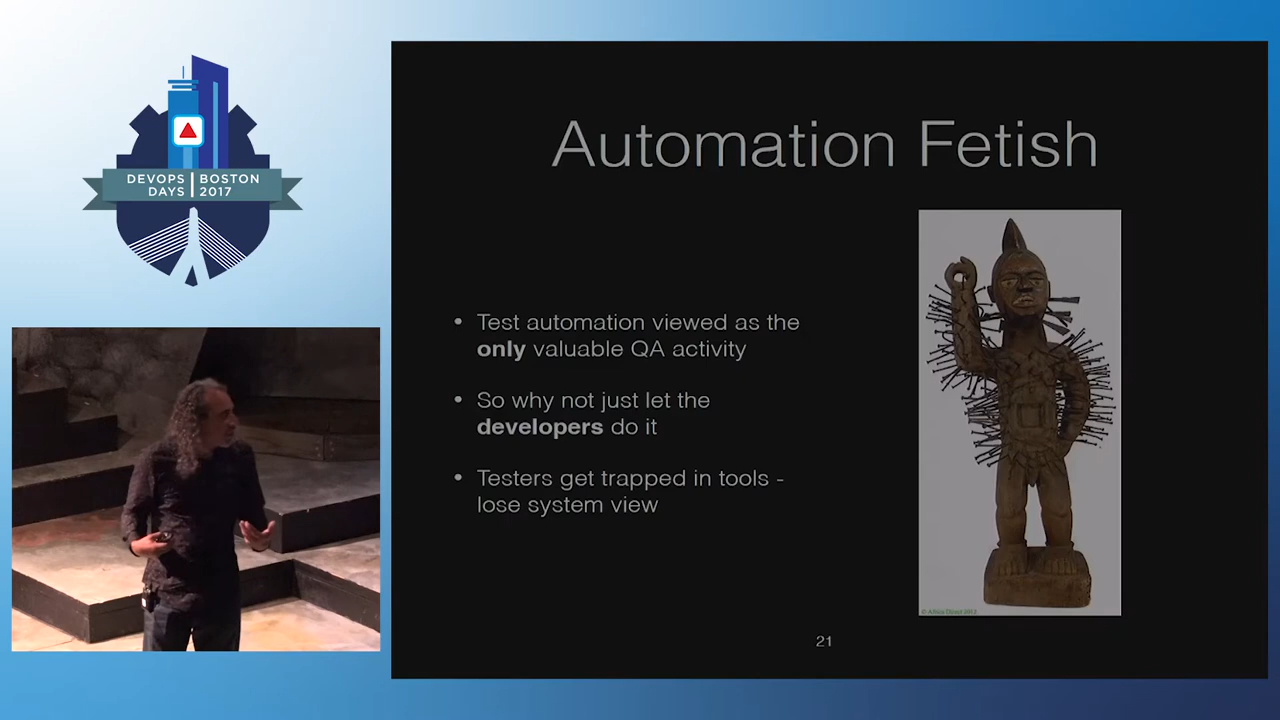 DEVOPS BOSTON
DAYS 2017
Automation Fetish
• Test automation viewed as the
only valuable QA activity
• So why not just let the
developers do it
• Testers get trapped in tools -
lose system view
21